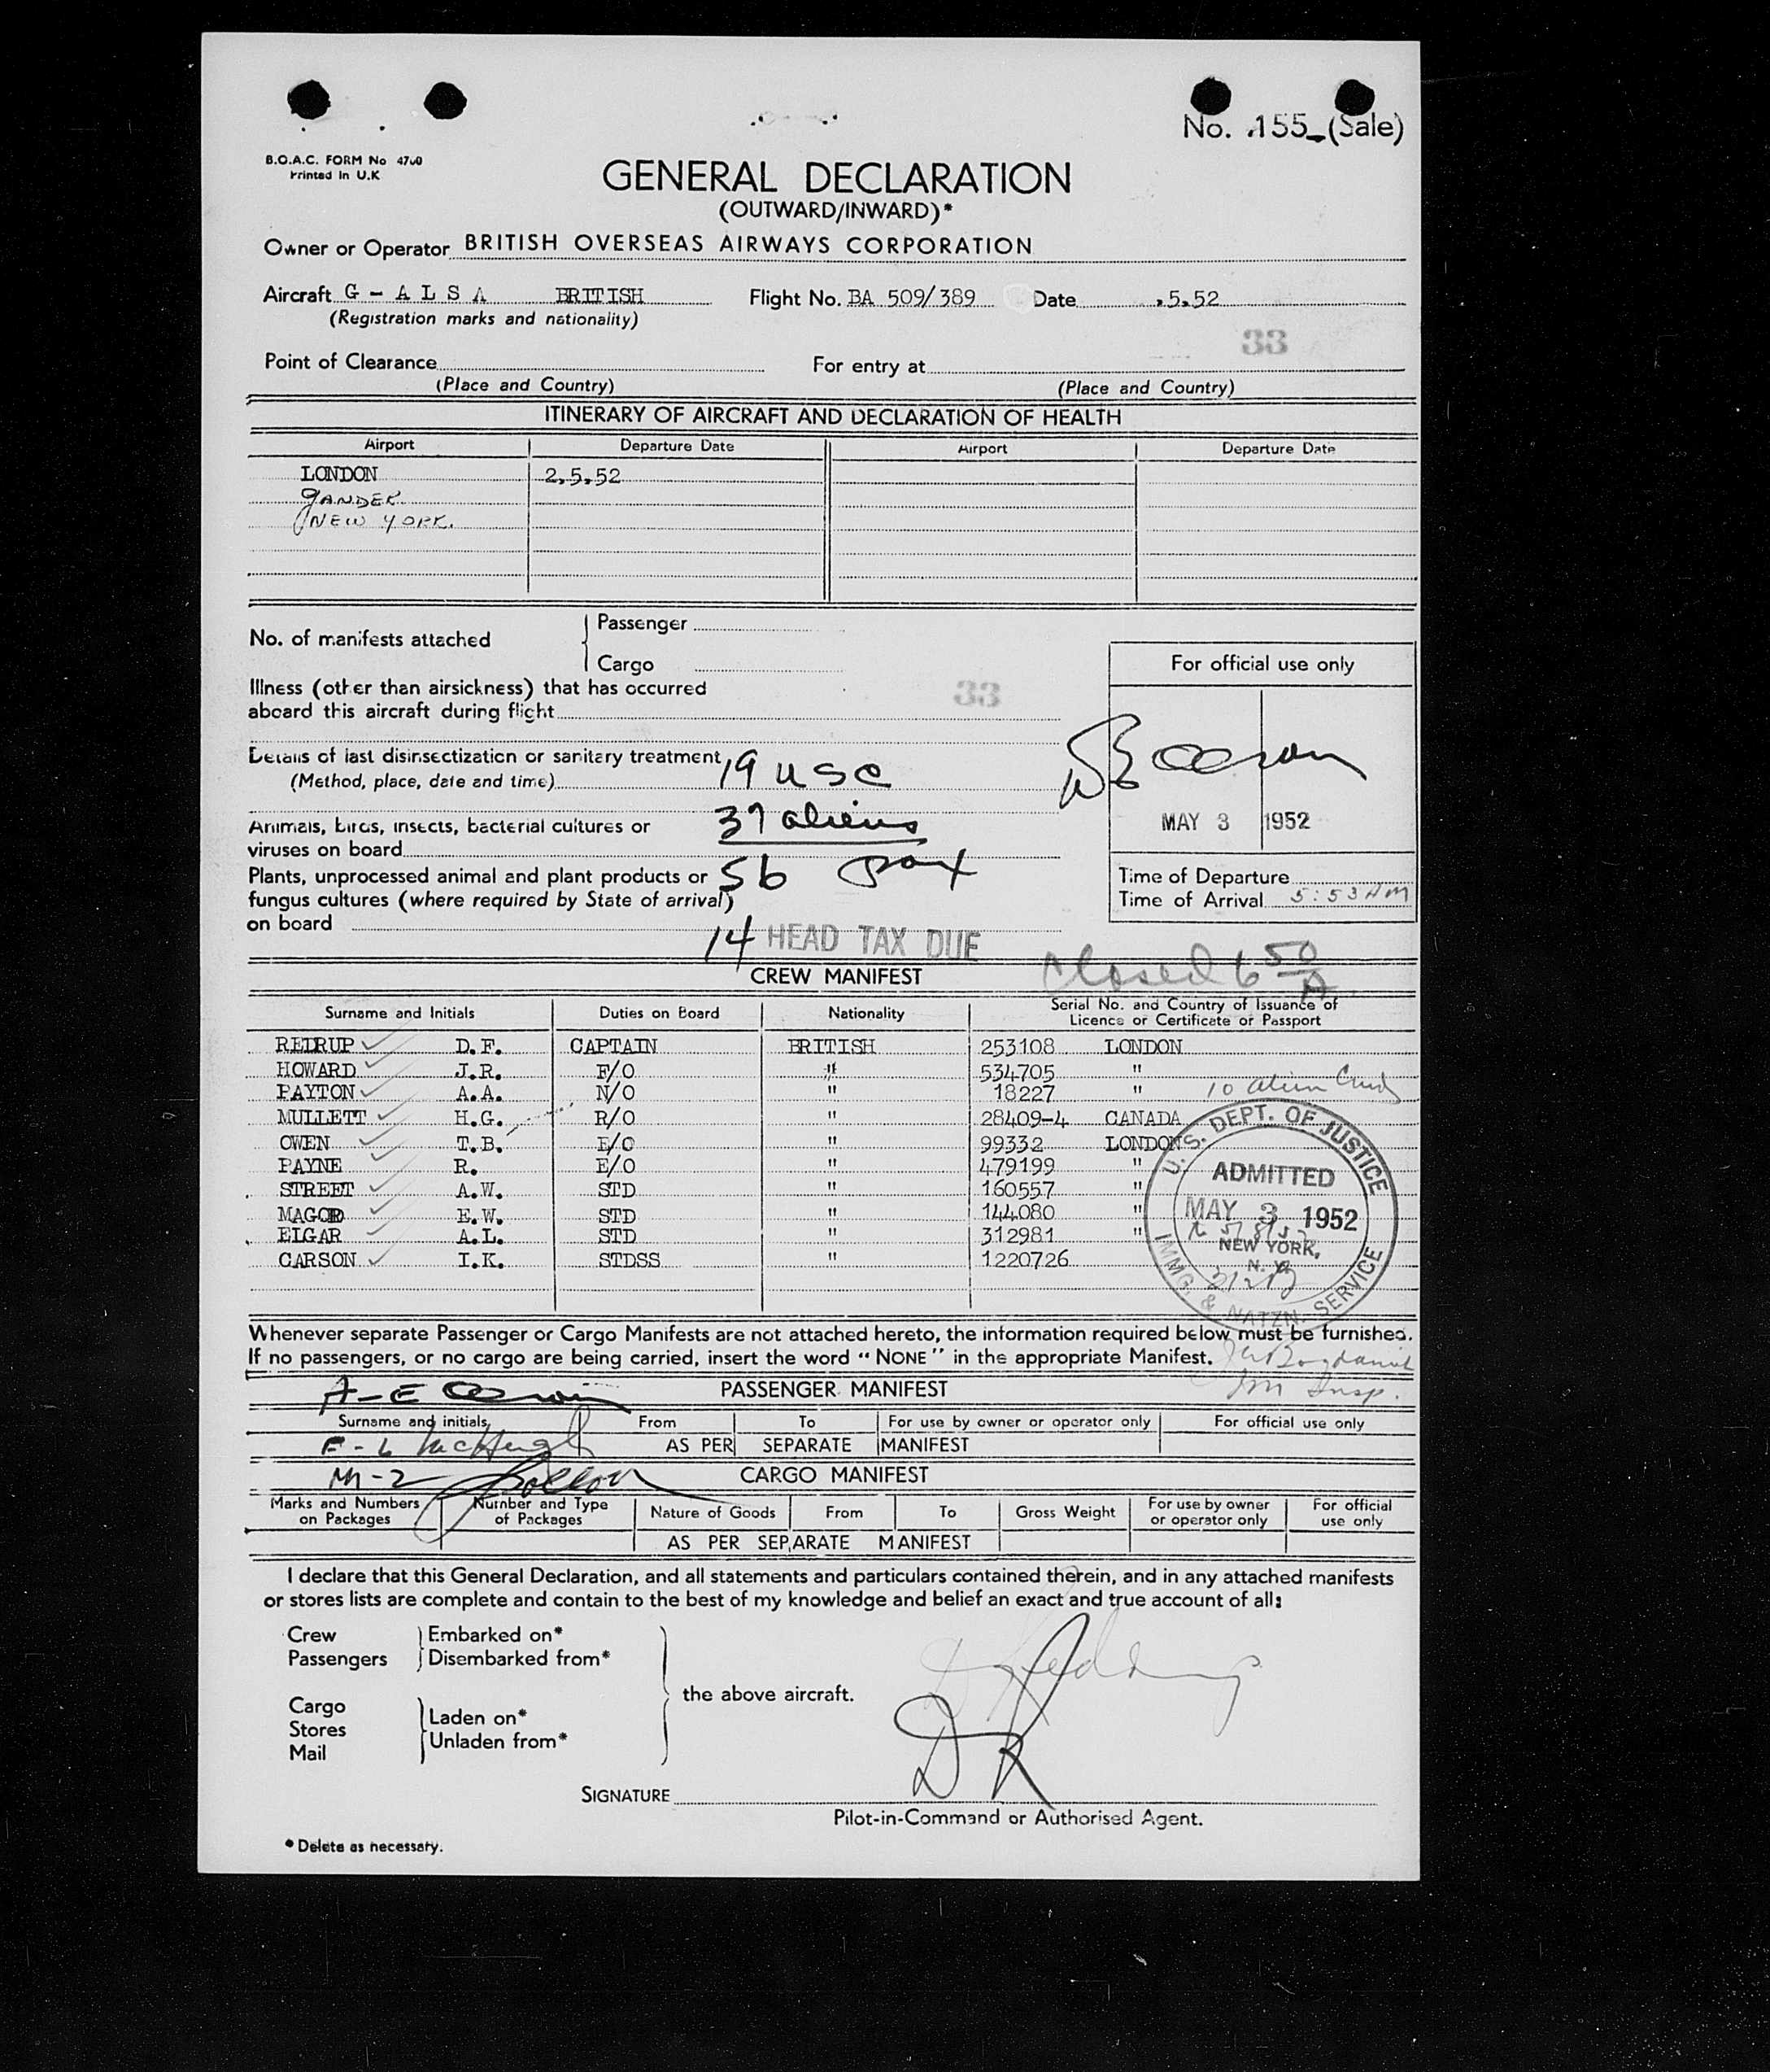 No. 155 (Sale)
B.O.A.C. FORM No 4700
Printed in U.K
GENERAL DECLARATION
(OUTWARD/INWARD)*
Owner or Operator BRITISH OVERSEAS AIRWAYS CORPORATION
Aircraft G - A L S A BRITISH Flight No. BA 509/389 Date .5.52
(Registration marks and nationality)
33
Point of Clearance For entry at
(Place and Country) (Place and Country)
ITINERARY OF AIRCRAFT AND DECLARATION OF HEALTH
Airport Departure Date Airport Departure Date
LONDON 2.5.52
GANDER
NEW YORK.
No. of manifests attached Passenger
Cargo
For official use only
Illness (other than airsickness) that has occurred
aboard this aircraft during flight
33
Details of last disinsectization or sanitary treatment
(Method, place, date and time)
19 USC
37 aliens
Animals, birds, insects, bacterial cultures or
viruses on board
MAY 3 1952
56 pax
Plants, unprocessed animal and plant products or
fungus cultures (where required by State of arrival)
on board
Time of Departure
Time of Arrival 5:53 AM
14 HEAD TAX DUE
Closed 6 50 A
CREW MANIFEST
Surname and Initials Duties on Board Nationality Serial No. and Country of Issuance of
Licence or Certificate or Passport
REDRUP D.F. CAPTAIN BRITISH 253108 LONDON
HOWARD J.R. F/O " 534705 "
PAYTON A.A. N/O " 18227 " 10 alien Crew
MULLETT H.G. R/O " 28409-4 CANADA
OWEN T.B. E/O " 99332 LONDON
PAYNE R. E/O " 479199 "
STREET A.W. STD " 160557 "
MAGOR E.W. STD " 144080 "
ELGAR A.L. STD " 312981 "
CARSON I.K. STDSS " 1220726
U.S. DEPT. OF JUSTICE
ADMITTED
MAY 3 1952
NEW YORK,
N. Y.
IMMG. & NATZN. SERVICE
Whenever separate Passenger or Cargo Manifests are not attached hereto, the information required below must be furnished.
If no passengers, or no cargo are being carried, insert the word "NONE" in the appropriate Manifest.
Im Insp.
A-E
PASSENGER MANIFEST
Surname and initials From To For use by owner or operator only For official use only
F-L McHugh
AS PER SEPARATE MANIFEST
M-Z
CARGO MANIFEST
Marks and Numbers on Packages Number and Type of Packages Nature of Goods From To Gross Weight For use by owner or operator only For official use only
AS PER SEPARATE MANIFEST
I declare that this General Declaration, and all statements and particulars contained therein, and in any attached manifests
or stores lists are complete and contain to the best of my knowledge and belief an exact and true account of all:
Crew Embarked on*
Passengers Disembarked from*
the above aircraft.
Cargo
Stores Laden on*
Mail Unladen from*
SIGNATURE
Pilot-in-Command or Authorised Agent.
* Delete as necessary.